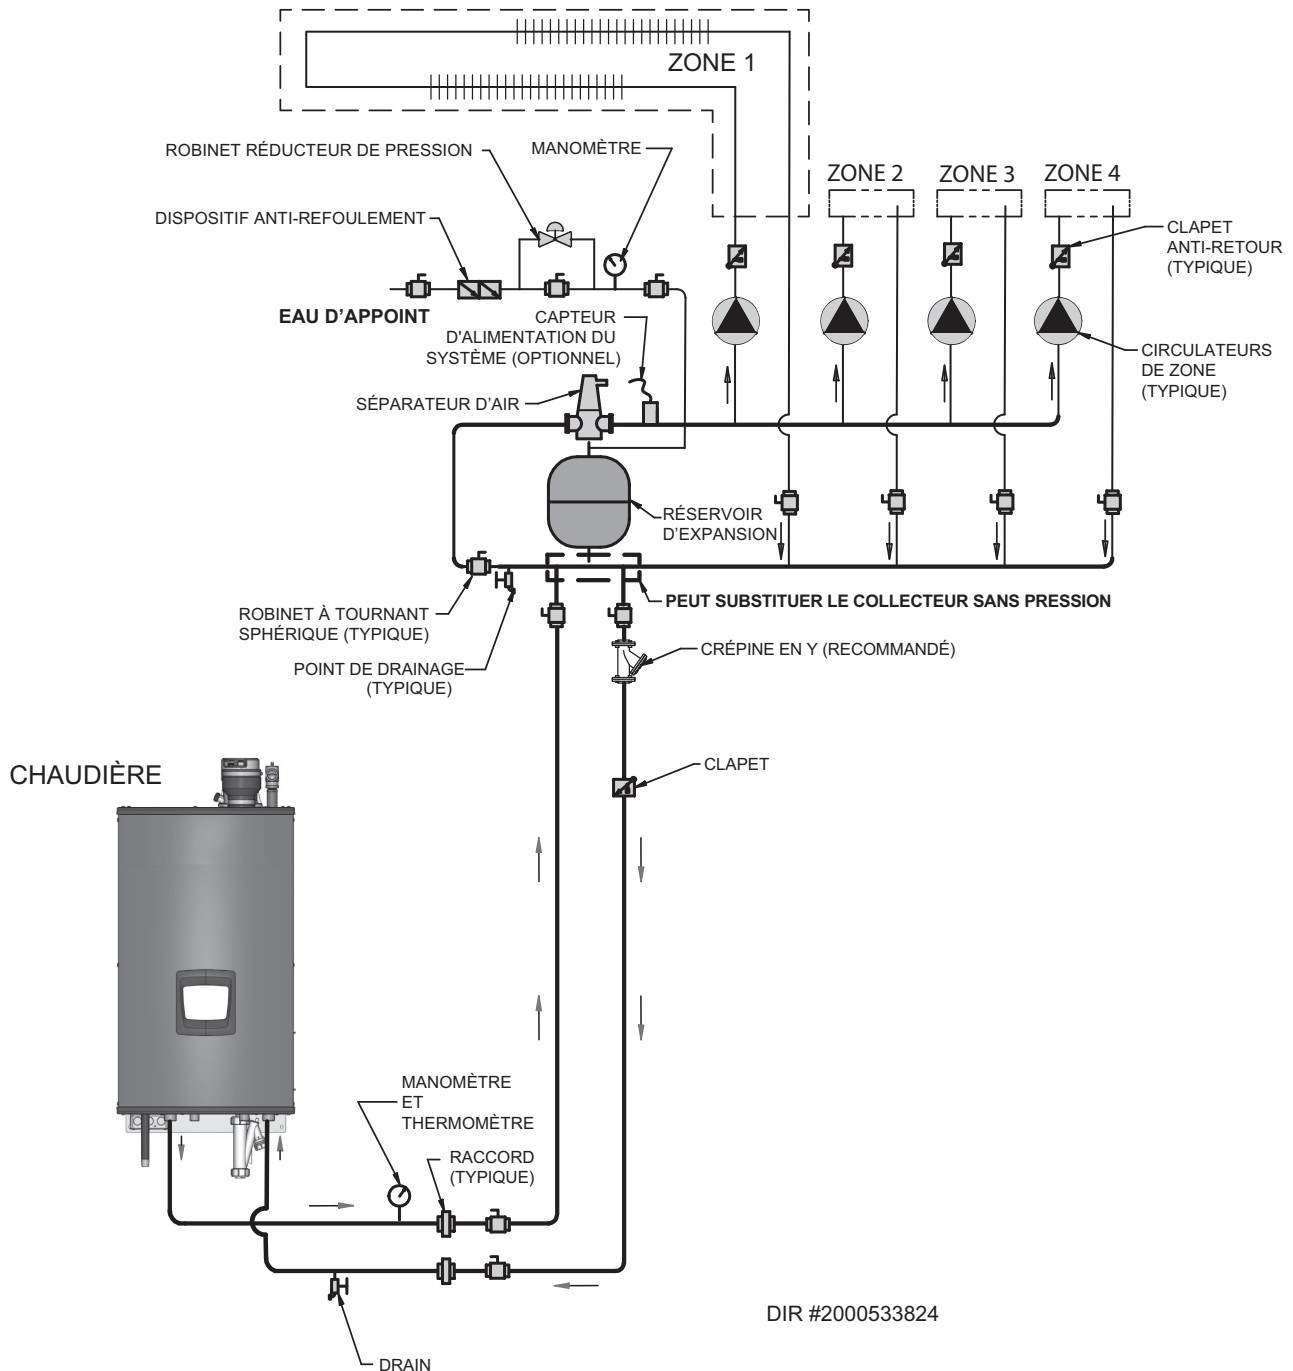 ZONE 1
ROBINET RÉDUCTEUR DE PRESSION
MANOMÈTRE
ZONE 2
ZONE 3
ZONE 4
DISPOSITIF ANTI-REFOULEMENT
CLAPET
ANTI-RETOUR
(TYPIQUE)
EAU D'APPOINT
CAPTEUR
D'ALIMENTATION DU
SYSTÈME (OPTIONNEL)
CIRCULATEURS
DE ZONE
(TYPIQUE)
SÉPARATEUR D'AIR
RÉSERVOIR
D'EXPANSION
PEUT SUBSTITUER LE COLLECTEUR SANS PRESSION
ROBINET À TOURNANT
SPHÉRIQUE (TYPIQUE)
CRÉPINE EN Y (RECOMMANDÉ)
POINT DE DRAINAGE
(TYPIQUE)
CHAUDIÈRE
CLAPET
MANOMÈTRE
ET
THERMOMÈTRE
RACCORD
(TYPIQUE)
DIR #2000533824
DRAIN